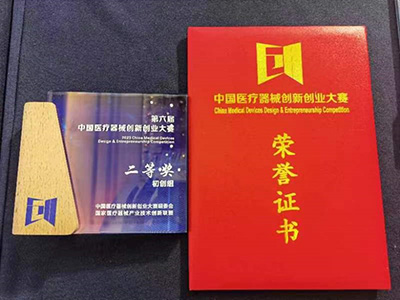 第六届
中国医疗器械创新创业大赛
2023 China Medical Devices
Design & Entrepreneurship Competition
二等奖
初创组
中国医疗器械创新创业大赛组委会
国家医疗器械产业技术创新联盟
中国医疗器械创新创业大赛
China Medical Devices Design & Entrepreneurship Competition
荣誉证书